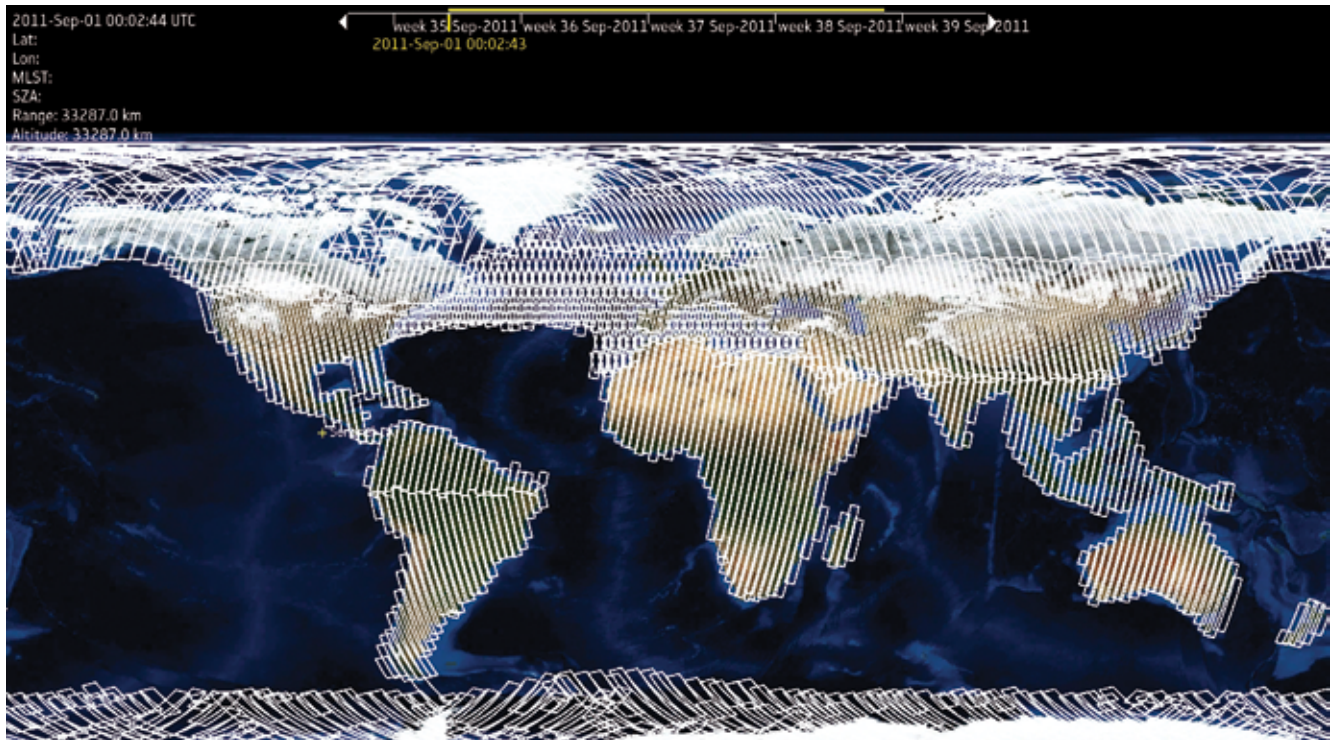 2011-Sep-01 00:02:44 UTC
Lat:
Lon:
MLST:
SZA:
Range: 33287.0 km
Altitude: 33287.0 km
week 35 Sep-2011 week 36 Sep-2011 week 37 Sep-2011 week 38 Sep-2011 week 39 Sep-2011
2011-Sep-01 00:02:43